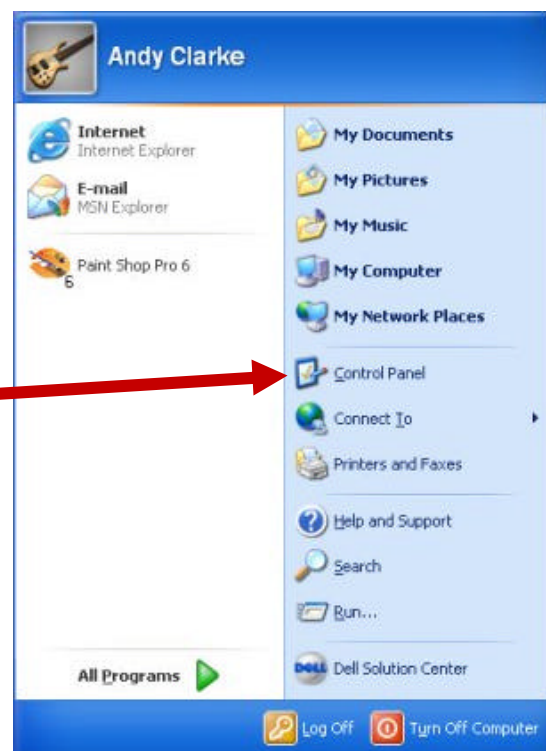 Andy Clarke
Internet
Internet Explorer
E-mail
MSN Explorer
Paint Shop Pro 6
6
All Programs
My Documents
My Pictures
My Music
My Computer
My Network Places
Control Panel
Connect To
Printers and Faxes
Help and Support
Search
Run...
DELL Dell Solution Center
Log Off Turn Off Computer